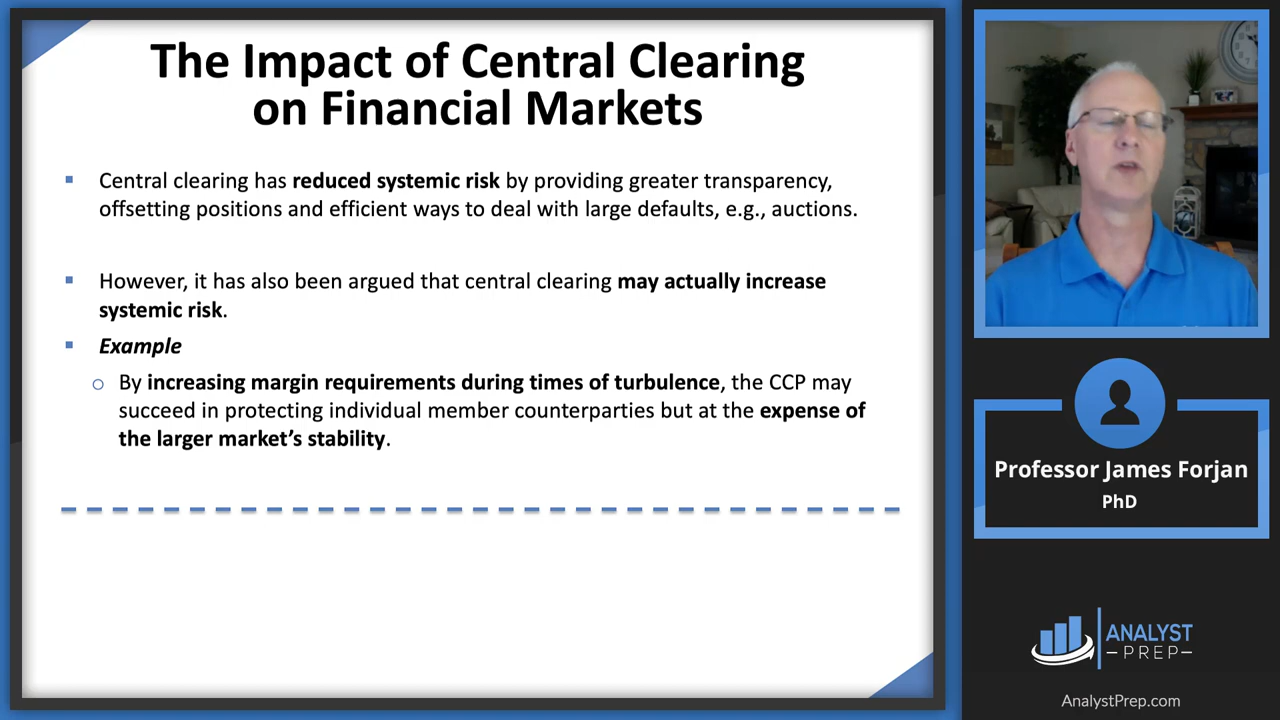 The Impact of Central Clearing
on Financial Markets
Central clearing has reduced systemic risk by providing greater transparency,
offsetting positions and efficient ways to deal with large defaults, e.g., auctions.
However, it has also been argued that central clearing may actually increase
systemic risk.
Example
By increasing margin requirements during times of turbulence, the CCP may
succeed in protecting individual member counterparties but at the expense of
the larger market’s stability.
Professor James Forjan
PhD
ANALYST
PREP
AnalystPrep.com